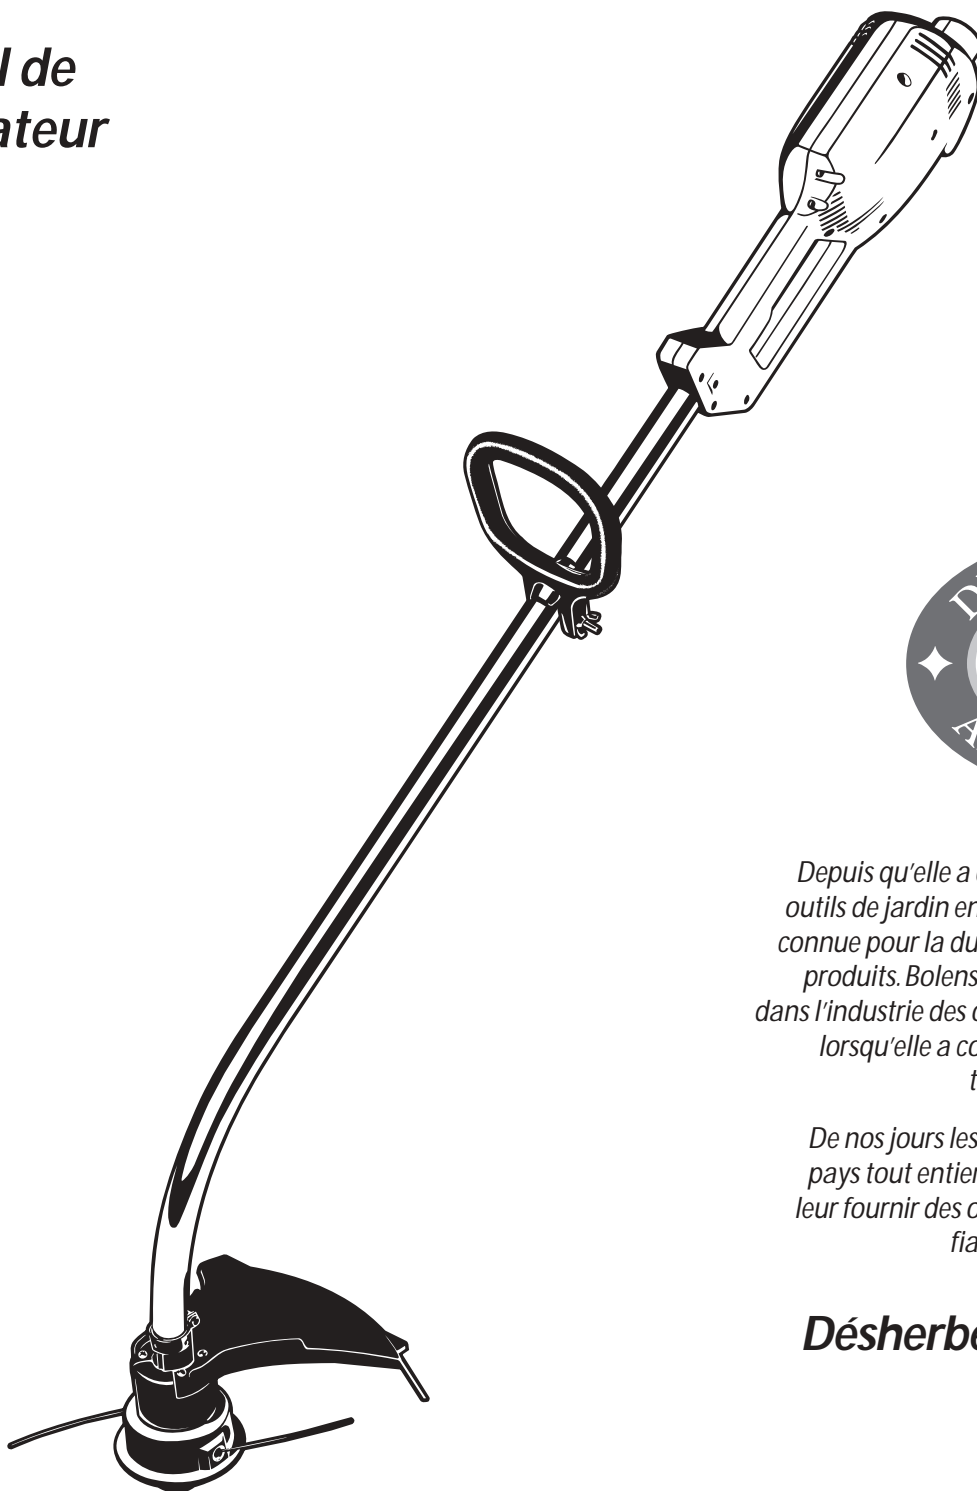 l de
ateur
D
A
Depuis qu'elle a
outils de jardin en
connue pour la du
produits. Bolens
dans l'industrie des
lorsqu'elle a co
t
De nos jours les
pays tout entier
leur fournir des
fia
Désherbe